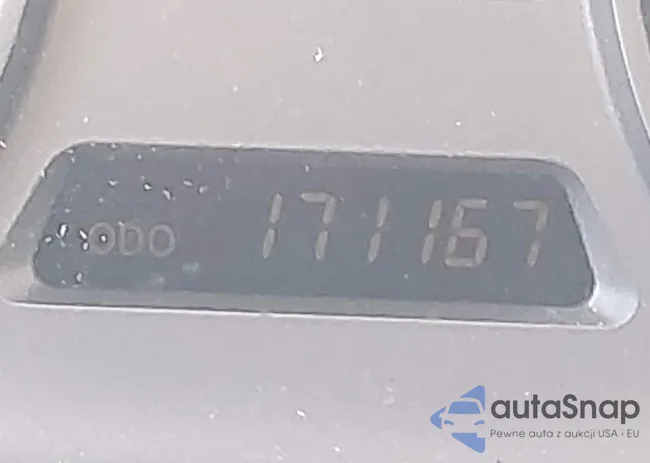 ODO 171167
autaSnap
Pewne auta z aukcji USA i EU